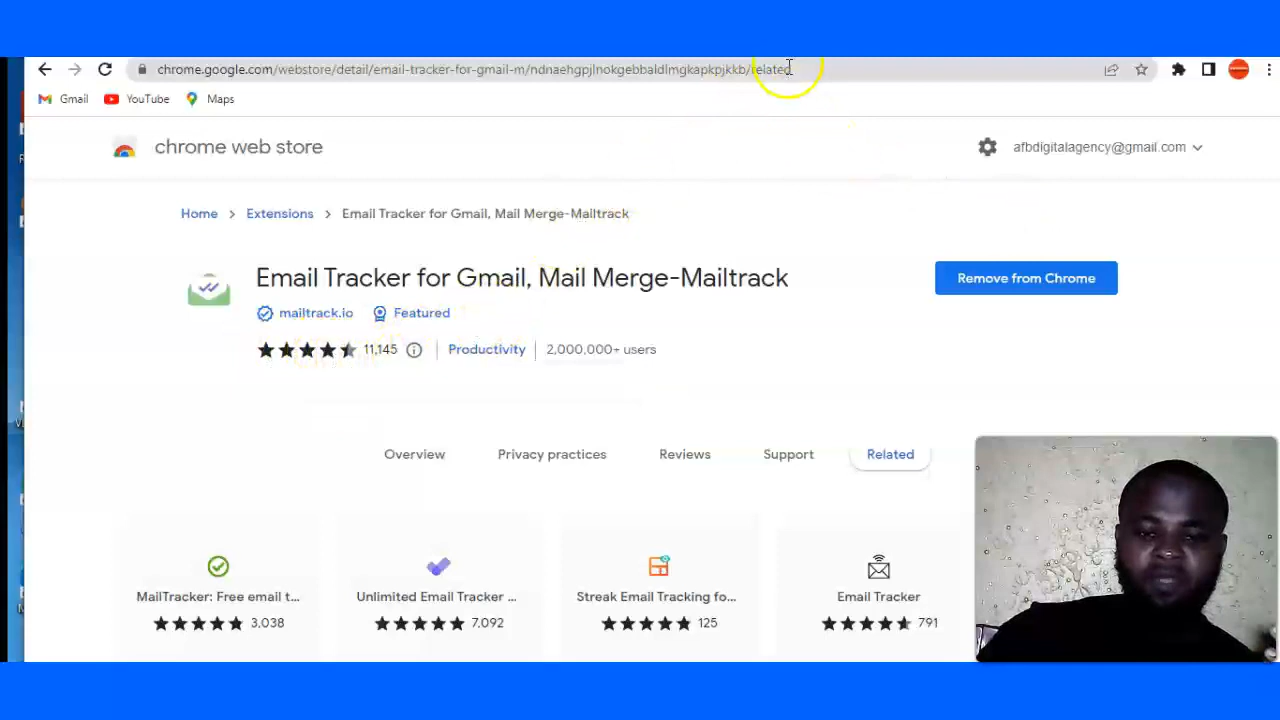 chrome.google.com/webstore/detail/email-tracker-for-gmail-m/ndnaehgpjlnokgebbaldlmgkapkpjkkb/related
Gmail YouTube Maps
chrome web store afbdigitalagency@gmail.com
Home > Extensions > Email Tracker for Gmail, Mail Merge-Mailtrack
Email Tracker for Gmail, Mail Merge-Mailtrack Remove from Chrome
mailtrack.io Featured
11,145 Productivity 2,000,000+ users
Overview Privacy practices Reviews Support Related
MailTracker: Free email t... Unlimited Email Tracker ... Streak Email Tracking fo... Email Tracker
3,038 7,092 125 791